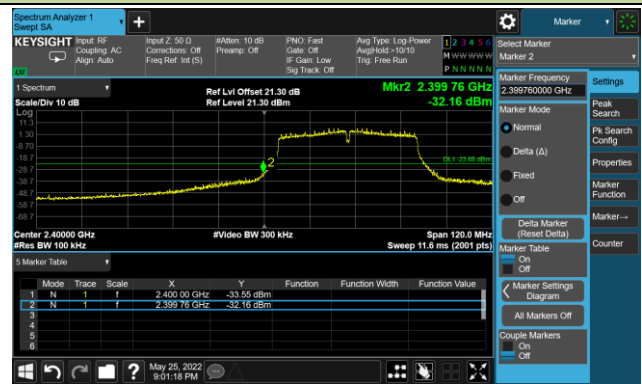 Spectrum Analyzer 1
Swept SA
+
Marker
KEYSIGHT
Input: RF
Coupling: AC
Align: Auto
Input Z: 50 Ω
Corrections: Off
Freq Ref: Int (S)
#Atten: 10 dB
Preamp: Off
PNO: Fast
Gate: Off
IF Gain: Low
Sig Track: Off
Avg Type: Log-Power
Avg|Hold:>10/10
Trig: Free Run
1 2 3 4 5 6
M W W W W W
P N N N N N
LXI
Select Marker
Marker 2
1 Spectrum
Scale/Div 10 dB
Log
Ref Lvl Offset 21.30 dB
Ref Level 21.30 dBm
Mkr2 2.399 76 GHz
-32.16 dBm
11.3
1.30
-8.70
-18.7
-28.7
-38.7
-48.7
-58.7
-68.7
2
DL1 -23.68 dBm
Center 2.40000 GHz
#Res BW 100 kHz
#Video BW 300 kHz
Span 120.0 MHz
Sweep 11.6 ms (2001 pts)
5 Marker Table
Mode Trace Scale X Y Function Function Width Function Value
1 N 1 f 2.400 00 GHz -33.55 dBm
2 N 1 f 2.399 76 GHz -32.16 dBm
3
4
5
6
Marker Frequency
2.399760000 GHz
Marker Mode
Normal
Delta (Δ)
Fixed
Off
Delta Marker
(Reset Delta)
Marker Table
On
Off
Marker Settings
Diagram
All Markers Off
Couple Markers
On
Off
Settings
Peak
Search
Pk Search
Config
Properties
Marker
Function
Marker→
Counter
?
May 25, 2022
9:01:18 PM